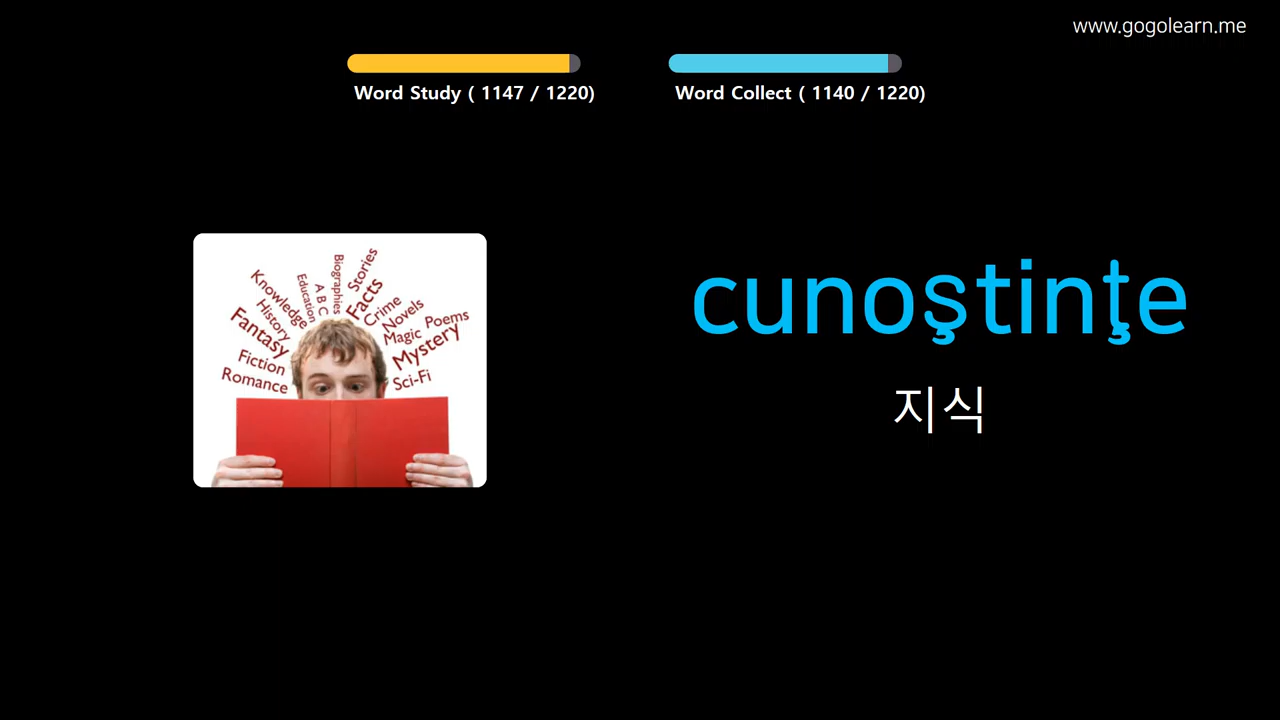 www.gogolearn.me
Word Study ( 1147 / 1220)
Word Collect ( 1140 / 1220)
Knowledge
History
Fantasy
Fiction
Romance
Education
A B C
Biographies
Stories
Facts
Crime
Novels
Magic
Poems
Mystery
Sci-Fi
cunoştinţe
지식